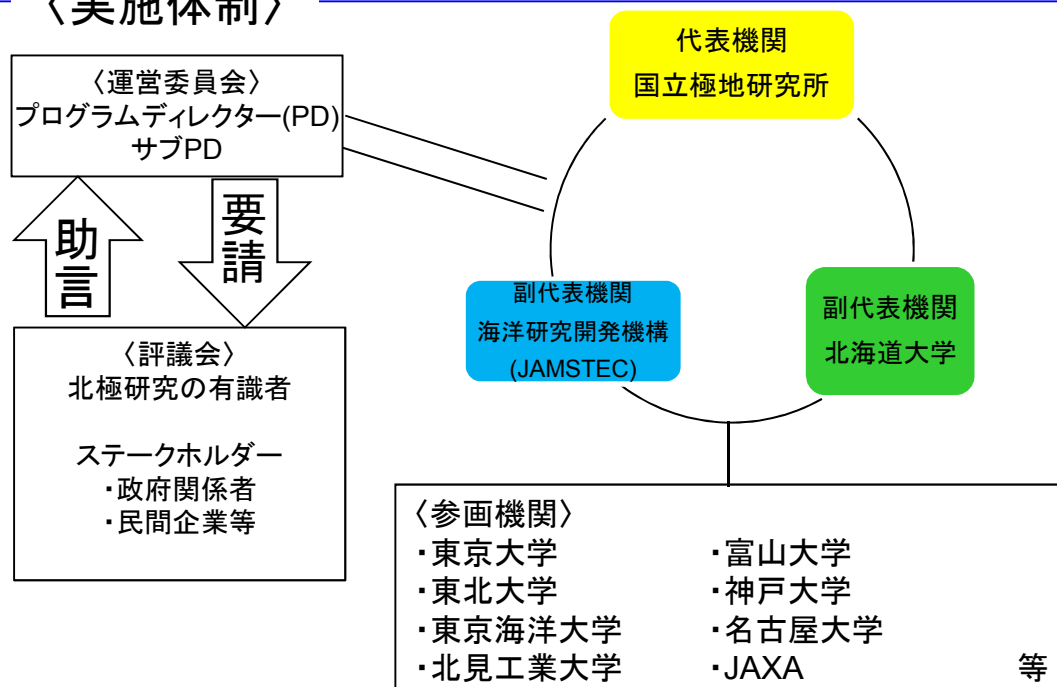 〈実施体制〉
〈運営委員会〉
プログラムディレクター(PD)
サブPD
助言
要請
〈評議会〉
北極研究の有識者
ステークホルダー
・政府関係者
・民間企業等
代表機関
国立極地研究所
副代表機関
海洋研究開発機構
(JAMSTEC)
副代表機関
北海道大学
〈参画機関〉
・東京大学 ・富山大学
・東北大学 ・神戸大学
・東京海洋大学 ・名古屋大学
・北見工業大学 ・JAXA 等